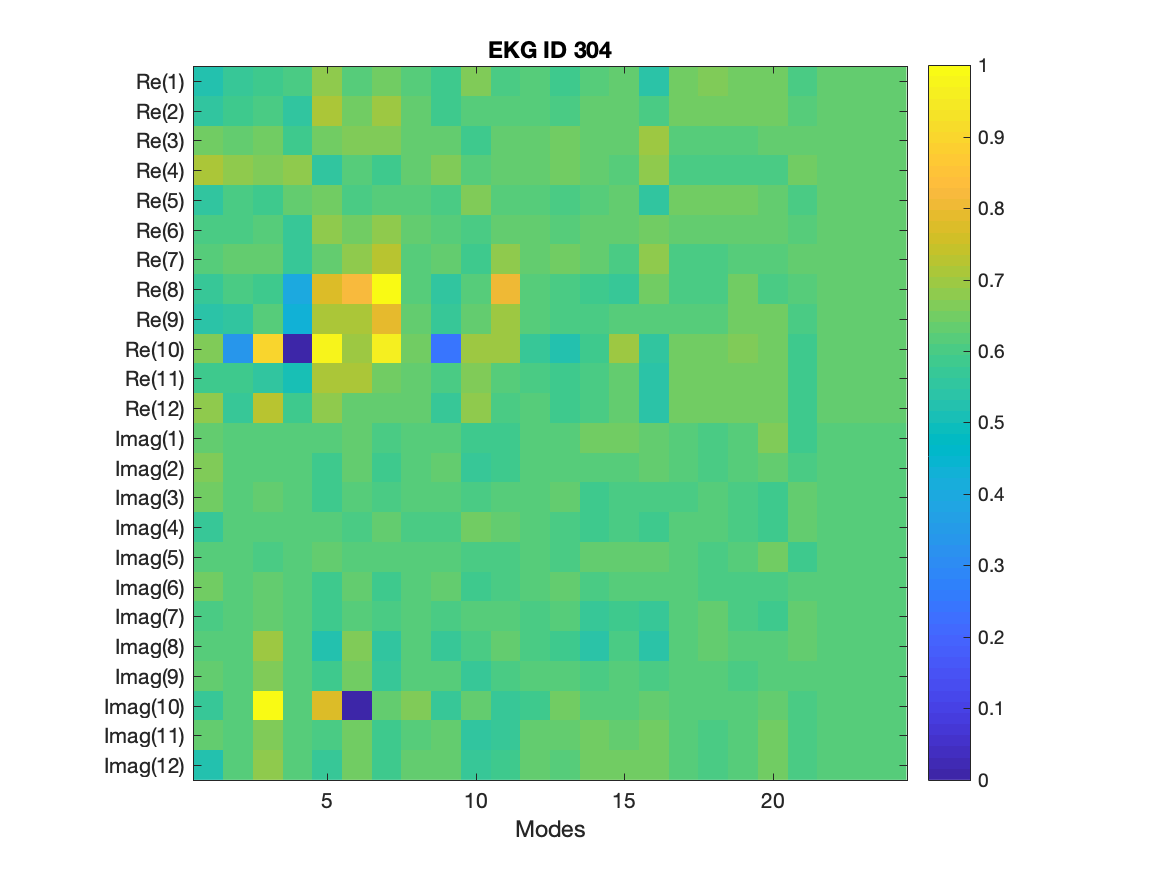 EKG ID 304
Re(1)
Re(2)
Re(3)
Re(4)
Re(5)
Re(6)
Re(7)
Re(8)
Re(9)
Re(10)
Re(11)
Re(12)
Imag(1)
Imag(2)
Imag(3)
Imag(4)
Imag(5)
Imag(6)
Imag(7)
Imag(8)
Imag(9)
Imag(10)
Imag(11)
Imag(12)
5 10 15 20
Modes
1
0.9
0.8
0.7
0.6
0.5
0.4
0.3
0.2
0.1
0